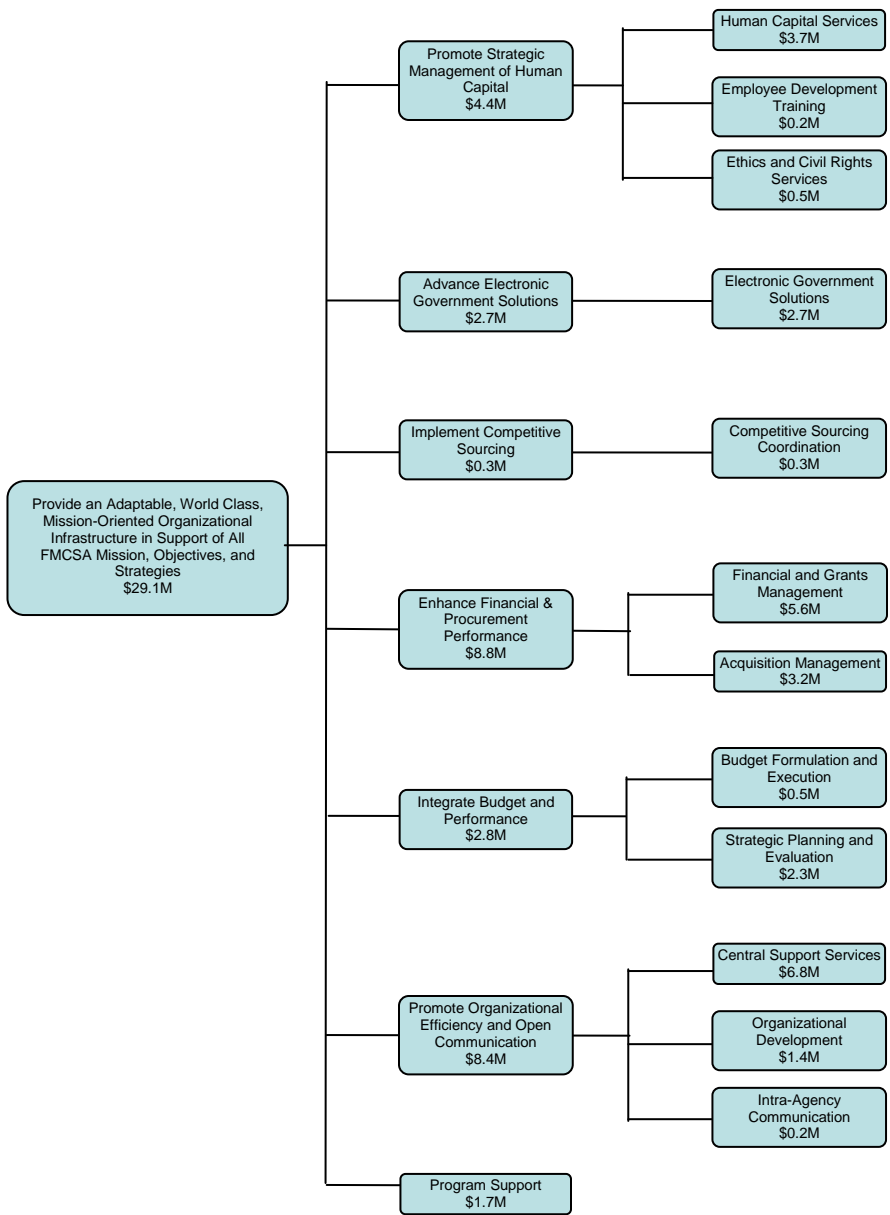 Provide an Adaptable, World Class,
Mission-Oriented Organizational
Infrastructure in Support of All
FMCSA Mission, Objectives, and
Strategies
$29.1M
Promote Strategic
Management of Human
Capital
$4.4M
Human Capital Services
$3.7M
Employee Development
Training
$0.2M
Ethics and Civil Rights
Services
$0.5M
Advance Electronic
Government Solutions
$2.7M
Electronic Government
Solutions
$2.7M
Implement Competitive
Sourcing
$0.3M
Competitive Sourcing
Coordination
$0.3M
Enhance Financial &
Procurement
Performance
$8.8M
Financial and Grants
Management
$5.6M
Acquisition Management
$3.2M
Integrate Budget and
Performance
$2.8M
Budget Formulation and
Execution
$0.5M
Strategic Planning and
Evaluation
$2.3M
Promote Organizational
Efficiency and Open
Communication
$8.4M
Central Support Services
$6.8M
Organizational
Development
$1.4M
Intra-Agency
Communication
$0.2M
Program Support
$1.7M